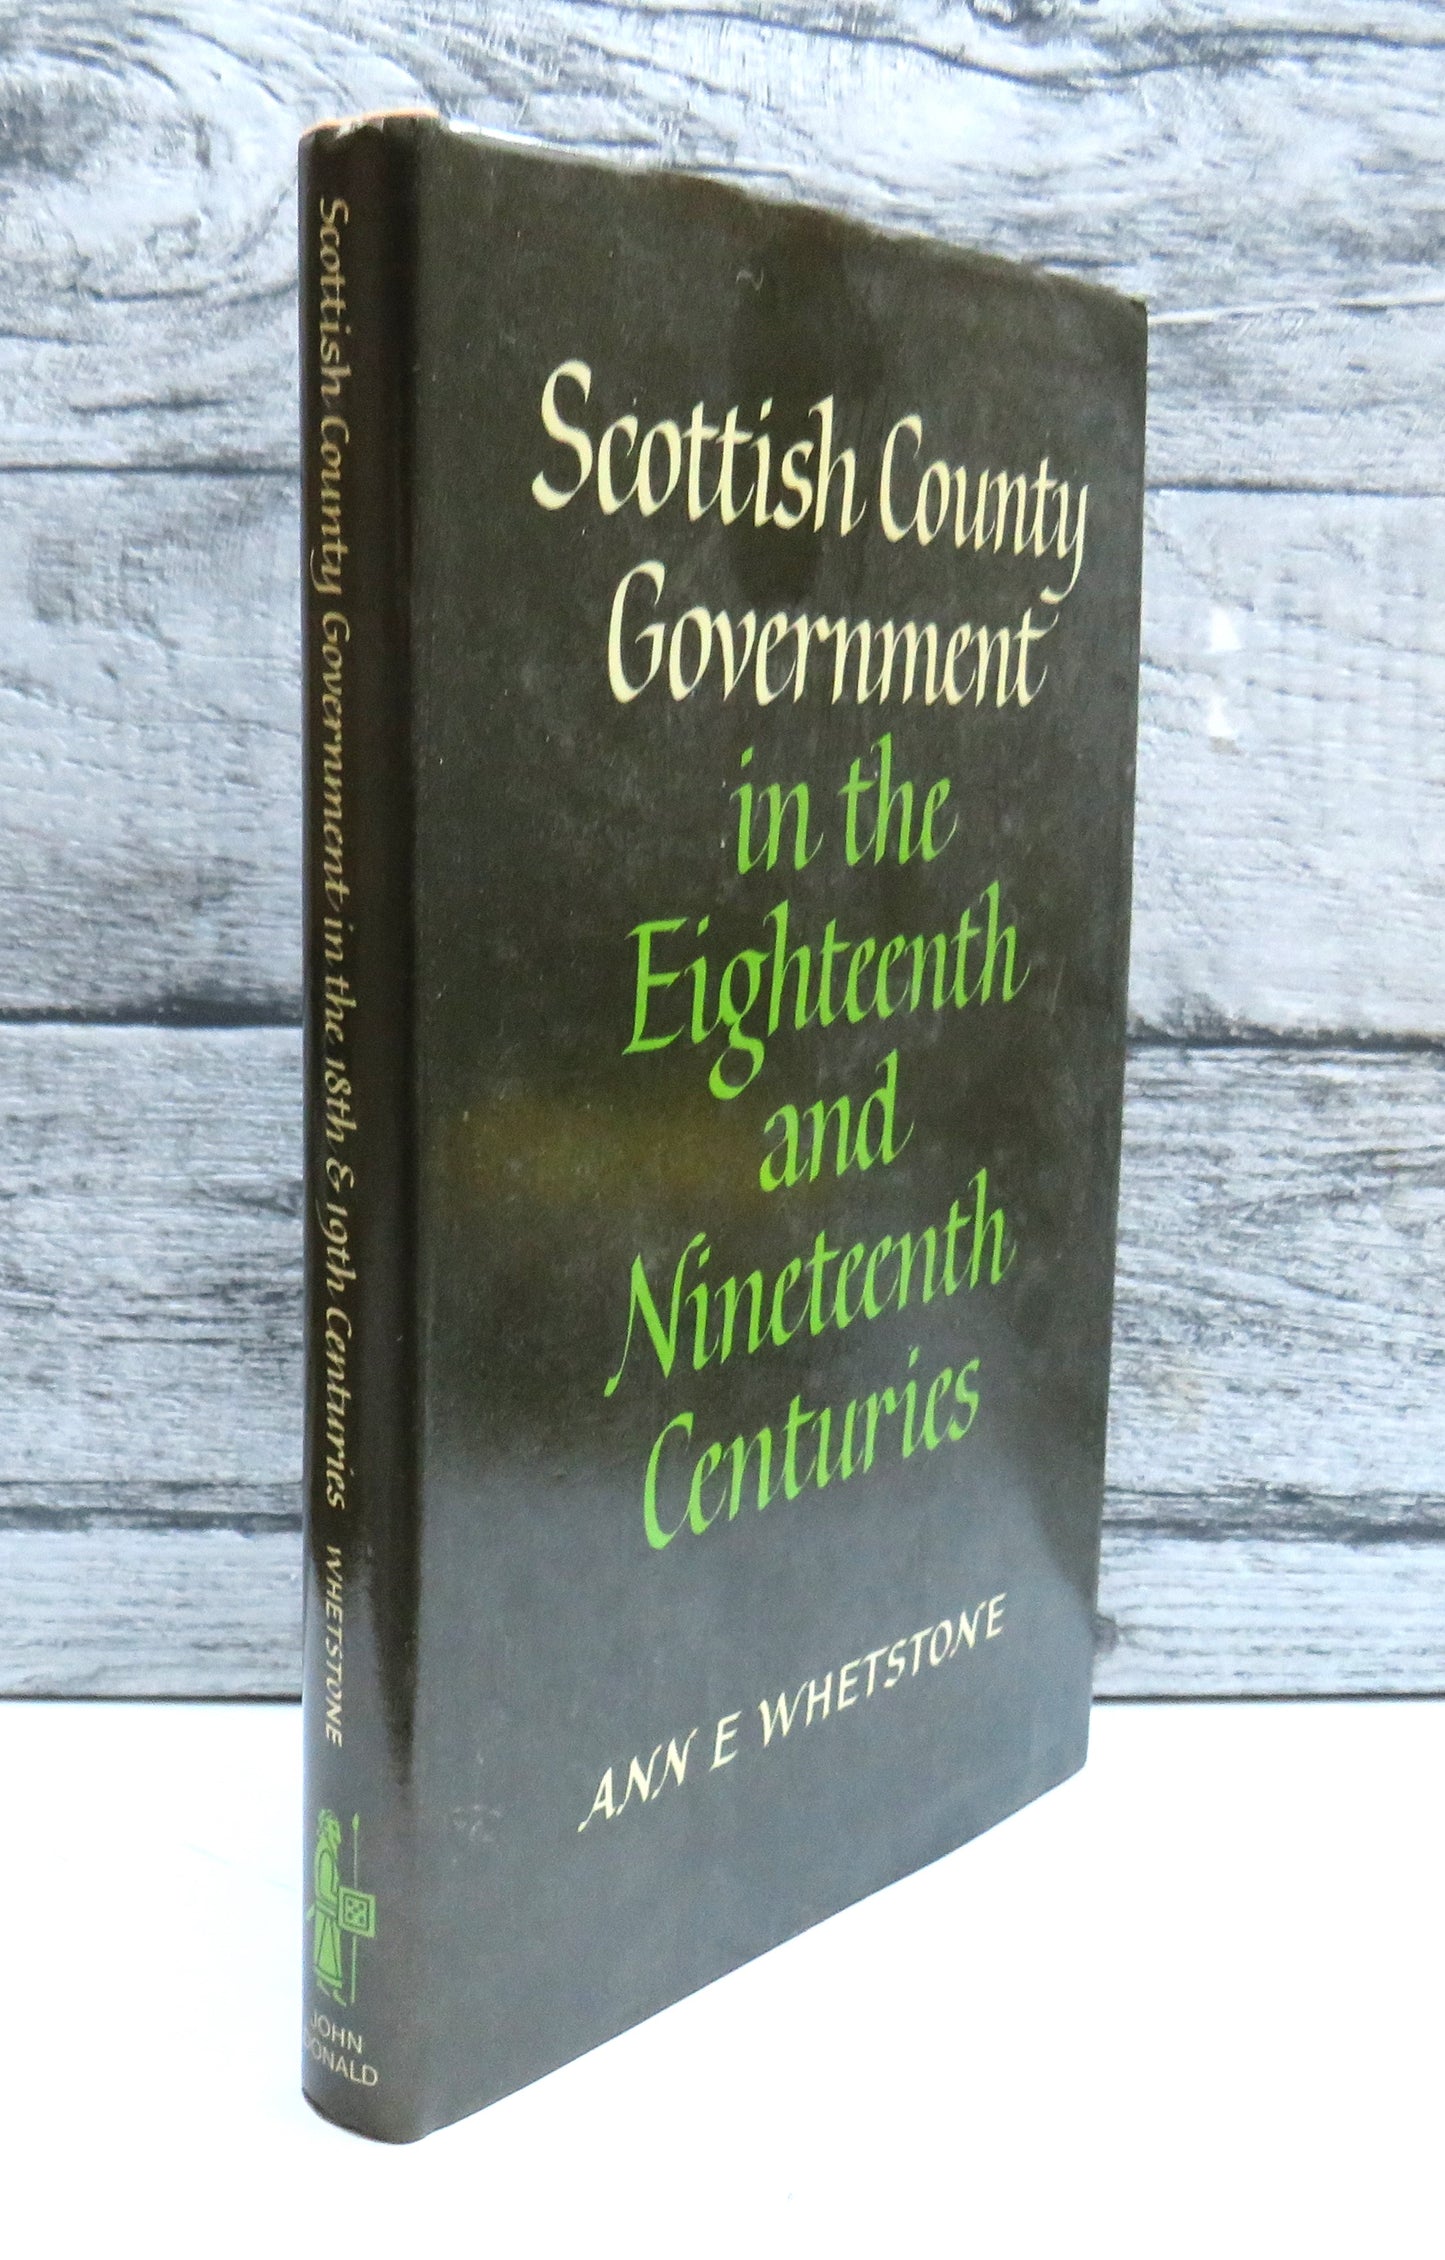 Scottish County Government in the 18th & 19th Centuries WHETSTONE
JOHN
DONALD
Scottish County
Government
in the
Eighteenth
and
Nineteenth
Centuries
ANN E WHETSTONE